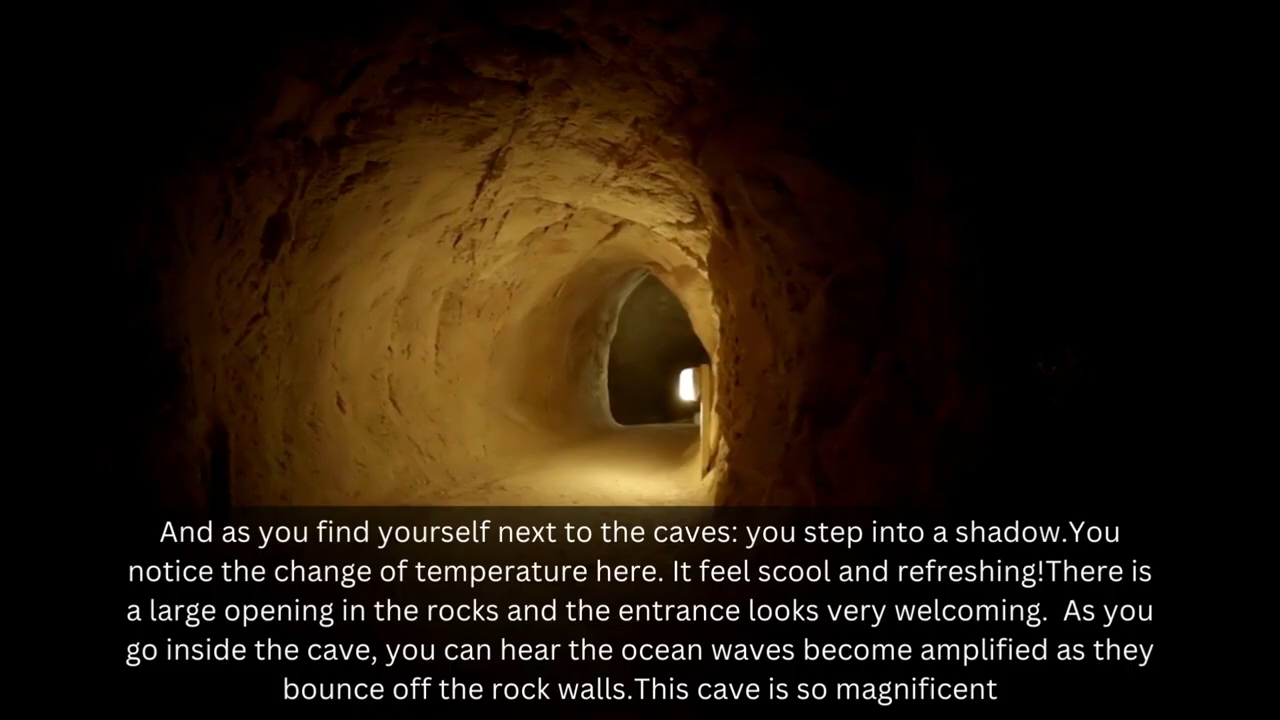 And as you find yourself next to the caves: you step into a shadow.You
notice the change of temperature here. It feel scool and refreshing!There is
a large opening in the rocks and the entrance looks very welcoming.  As you
go inside the cave, you can hear the ocean waves become amplified as they
bounce off the rock walls.This cave is so magnificent